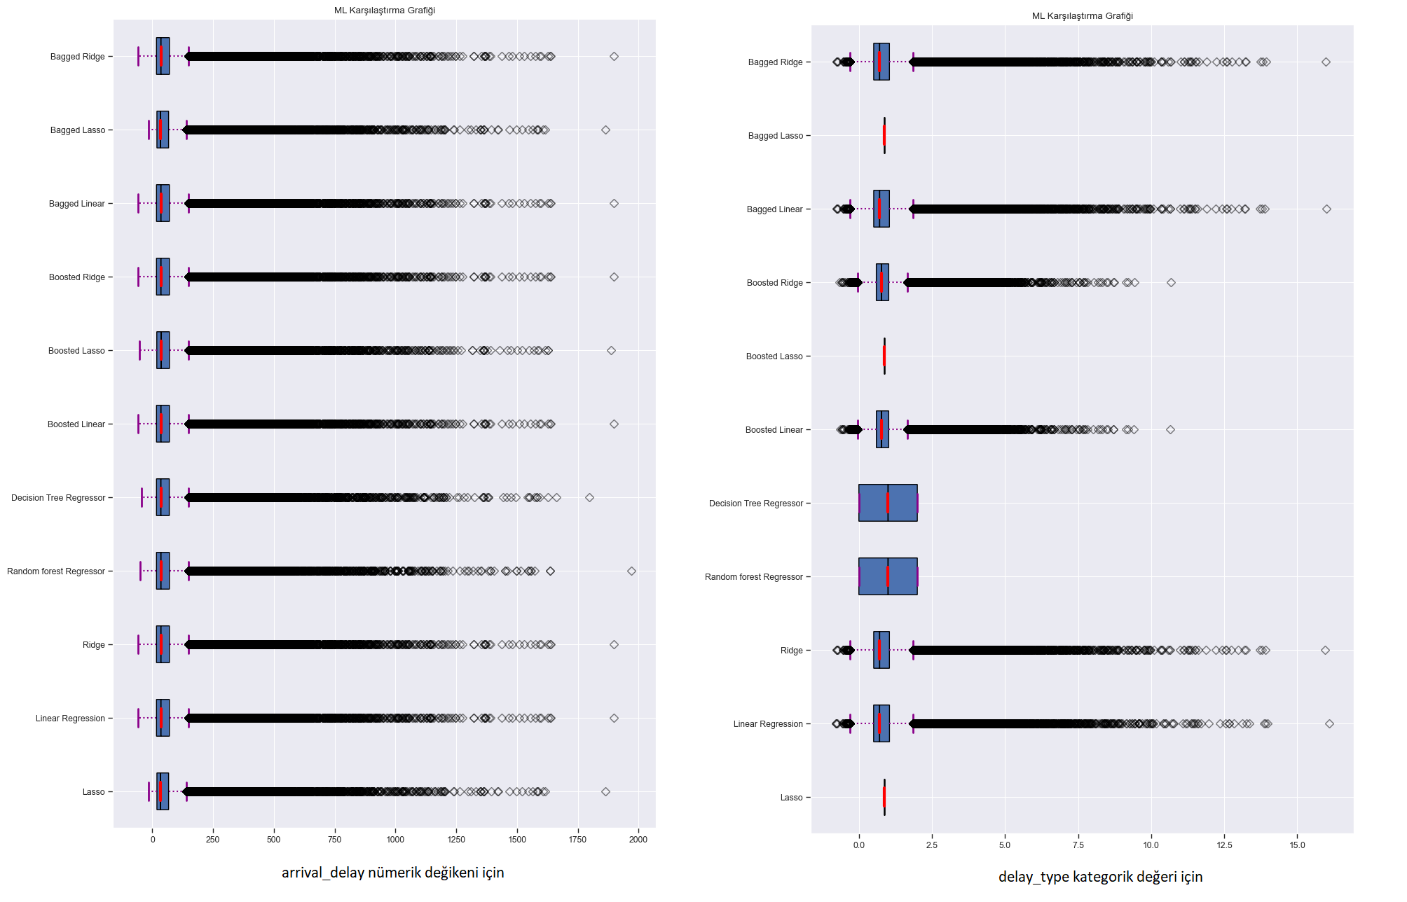 ML Karşılaştırma Grafiği
Bagged Ridge
Bagged Lasso
Bagged Linear
Boosted Ridge
Boosted Lasso
Boosted Linear
Decision Tree Regressor
Random forest Regressor
Ridge
Linear Regression
Lasso
0 250 500 750 1000 1250 1500 1750 2000
arrival_delay nümerik değikeni için
ML Karşılaştırma Grafiği
Bagged Ridge
Bagged Lasso
Bagged Linear
Boosted Ridge
Boosted Lasso
Boosted Linear
Decision Tree Regressor
Random forest Regressor
Ridge
Linear Regression
Lasso
0.0 2.5 5.0 7.5 10.0 12.5 15.0
delay_type kategorik değeri için